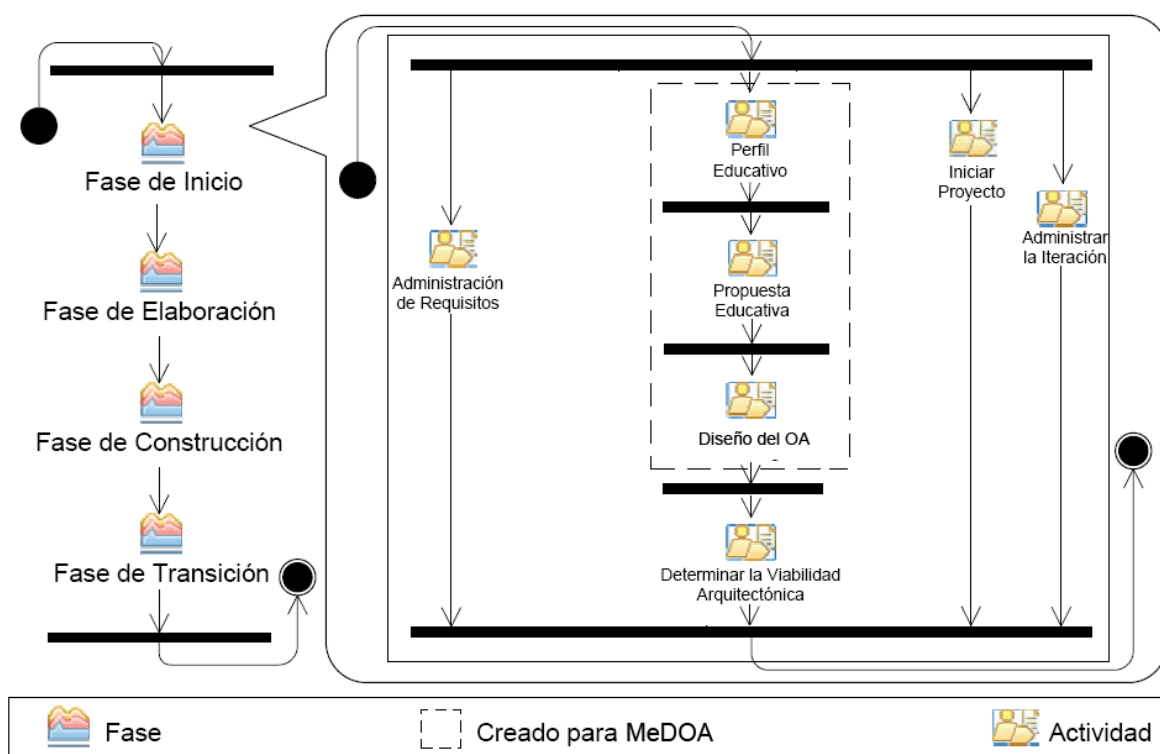 Fase de Inicio
Fase de Elaboración
Fase de Construcción
Fase de Transición
Administración
de Requisitos
Perfil
Educativo
Propuesta
Educativa
Diseño del OA
Determinar la Viabilidad
Arquitectónica
Iniciar
Proyecto
Administrar
la Iteración
Fase
Creado para MeDOA
Actividad